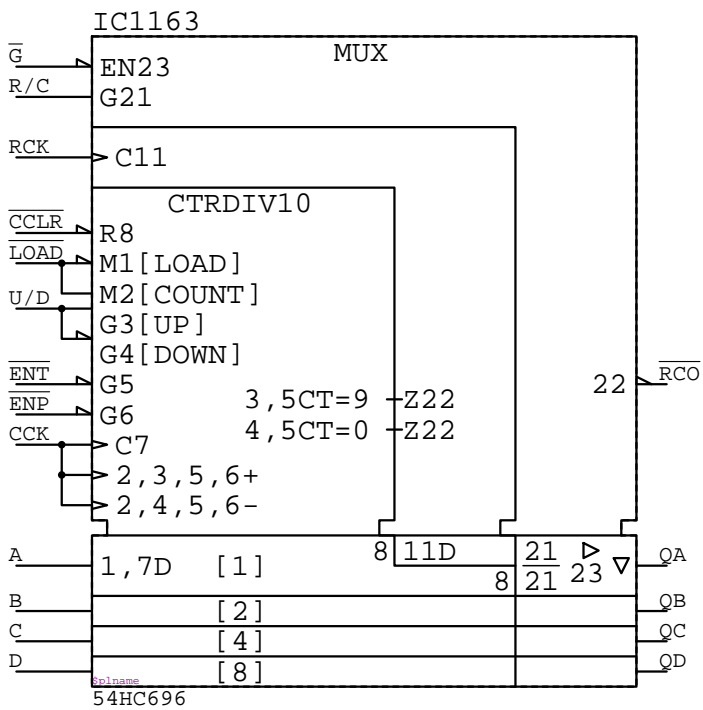 IC1163
MUX
G
EN23
R/C
G21
RCK
C11
CTRDIV10
CCLR
R8
LOAD
M1[LOAD]
M2[COUNT]
U/D
G3[UP]
G4[DOWN]
ENT
G5
22
RCO
ENP
G6
3,5CT=9
Z22
CCK
C7
4,5CT=0
Z22
2,3,5,6+
2,4,5,6-
A
1,7D
[1]
8
11D
8
21
21
23
QA
B
[2]
QB
C
[4]
QC
D
[8]
QD
$plname
54HC696